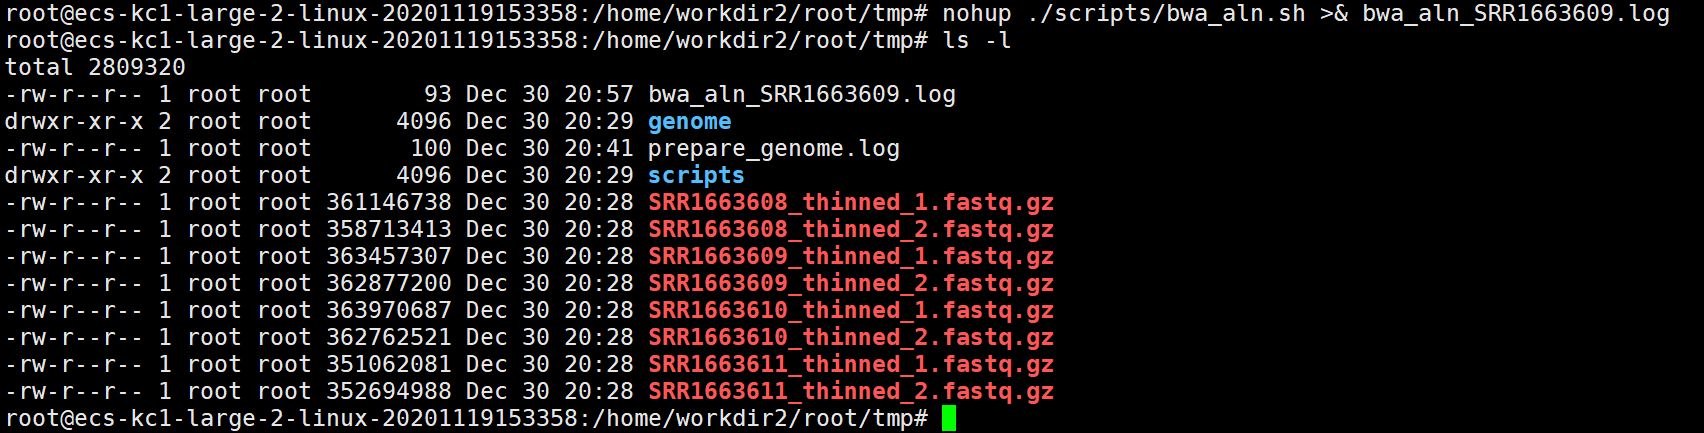 root@ecs-kc1-large-2-linux-20201119153358:/home/workdir2/root/tmp# nohup ./scripts/bwa_aln.sh >& bwa_aln_SRR1663609.log
root@ecs-kc1-large-2-linux-20201119153358:/home/workdir2/root/tmp# ls -l
total 2809320
-rw-r--r-- 1 root root        93 Dec 30 20:57 bwa_aln_SRR1663609.log
drwxr-xr-x 2 root root      4096 Dec 30 20:29 genome
-rw-r--r-- 1 root root       100 Dec 30 20:41 prepare_genome.log
drwxr-xr-x 2 root root      4096 Dec 30 20:29 scripts
-rw-r--r-- 1 root root 361146738 Dec 30 20:28 SRR1663608_thinned_1.fastq.gz
-rw-r--r-- 1 root root 358713413 Dec 30 20:28 SRR1663608_thinned_2.fastq.gz
-rw-r--r-- 1 root root 363457307 Dec 30 20:28 SRR1663609_thinned_1.fastq.gz
-rw-r--r-- 1 root root 362877200 Dec 30 20:28 SRR1663609_thinned_2.fastq.gz
-rw-r--r-- 1 root root 363970687 Dec 30 20:28 SRR1663610_thinned_1.fastq.gz
-rw-r--r-- 1 root root 362762521 Dec 30 20:28 SRR1663610_thinned_2.fastq.gz
-rw-r--r-- 1 root root 351062081 Dec 30 20:28 SRR1663611_thinned_1.fastq.gz
-rw-r--r-- 1 root root 352694988 Dec 30 20:28 SRR1663611_thinned_2.fastq.gz
root@ecs-kc1-large-2-linux-20201119153358:/home/workdir2/root/tmp#